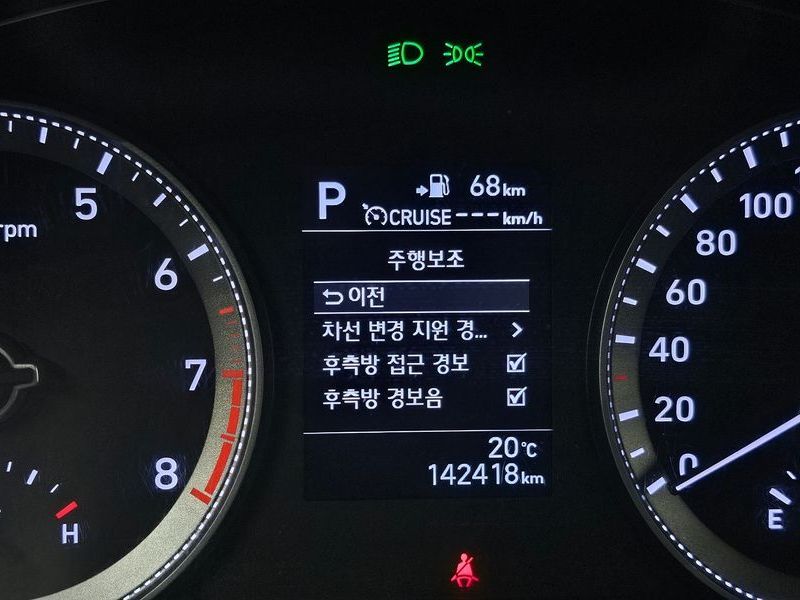 P
68km
CRUISE---km/h
주행보조
이전
차선 변경 지원 경...
후측방 접근 경보
후측방 경보음
20℃
142418km
rpm
5
6
7
8
H
100
80
60
40
20
0
E